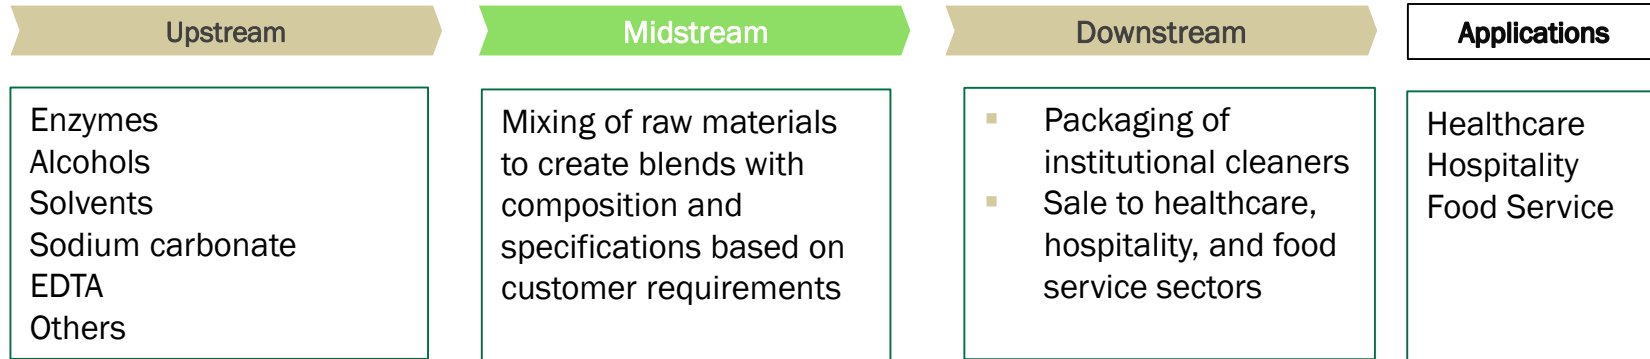 Upstream
Midstream
Downstream
Applications
Enzymes
Alcohols
Solvents
Sodium carbonate
EDTA
Others
Mixing of raw materials
to create blends with
composition and
specifications based on
customer requirements
▪ Packaging of
institutional cleaners
▪ Sale to healthcare,
hospitality, and food
service sectors
Healthcare
Hospitality
Food Service